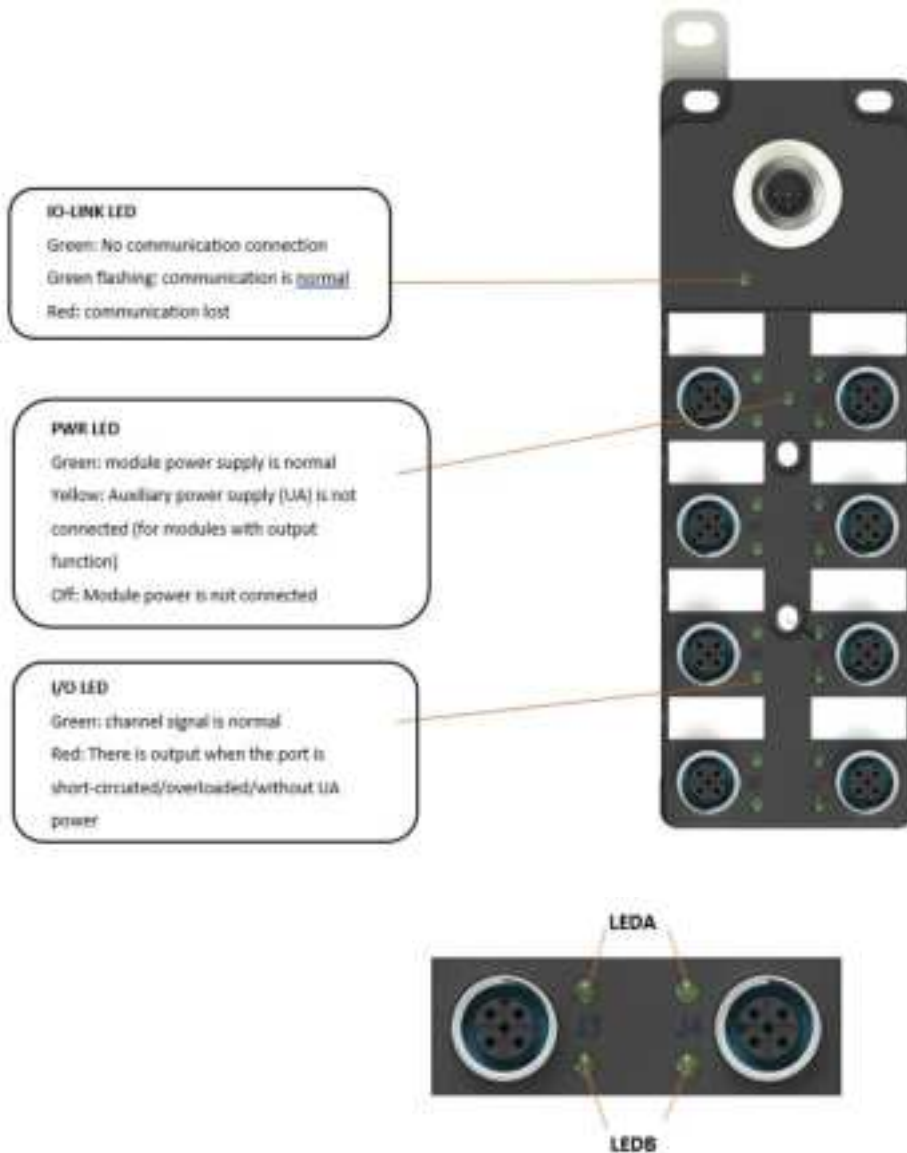 IO-LINK LED
Green: No communication connection
Green flashing: communication is normal
Red: communication lost
PWR LED
Green: module power supply is normal
Yellow: Auxiliary power supply (UA) is not
connected (for modules with output
function)
Off: Module power is not connected
I/O LED
Green: channel signal is normal
Red: There is output when the port is
short-circuited/overloaded/without UA
power
LEDA
J3 J4
LEDB